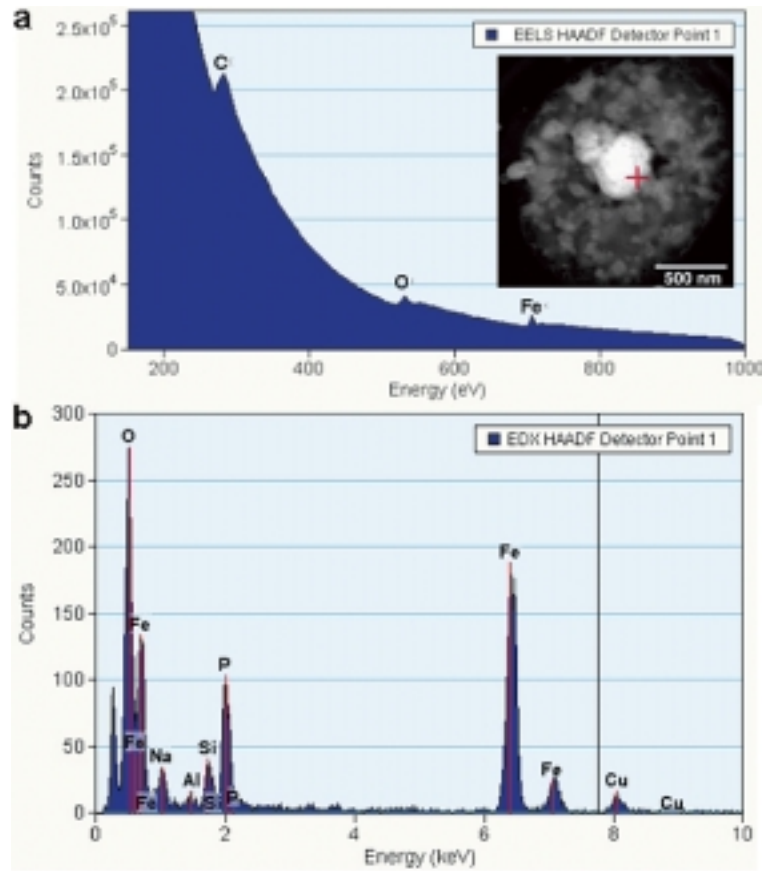 a
EELS HAADF Detector Point 1
2.5x10⁵
2.0x10⁵
1.5x10⁵
1.0x10⁵
5.0x10⁴
0
Counts
C
O
Fe
500 nm
200 400 600 800 1000
Energy (eV)
b
EDX HAADF Detector Point 1
300
250
200
150
100
50
0
Counts
O
Fe
Fe
Fe
Na
Al
Si
Si
P
P
Fe
Fe
Cu
Cu
0 2 4 6 8 10
Energy (keV)